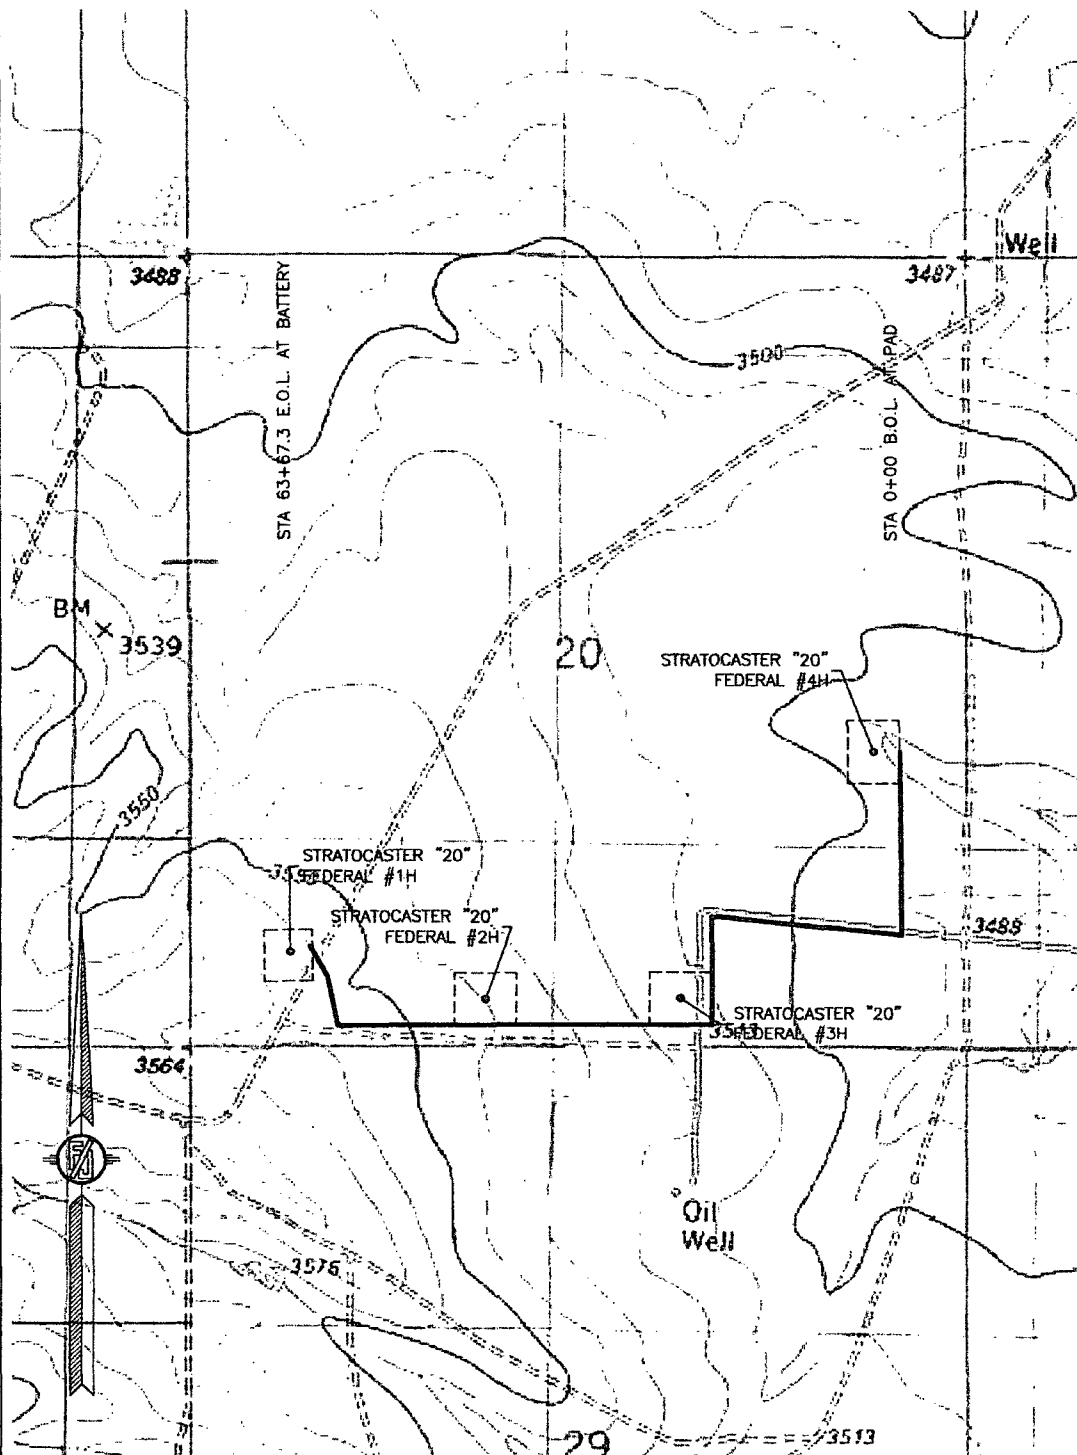 Well
3488
3487
STA 63+67.3 E.O.L. AT BATTERY
3500
STA 0+00 B.O.L. AT PAD
BM
3539
20
STRATOCASTER "20"
FEDERAL #4H
3550
STRATOCASTER "20"
FEDERAL #1H
STRATOCASTER "20"
FEDERAL #2H
3488
STRATOCASTER "20"
FEDERAL #3H
3564
Oil
Well
3576
29
3513